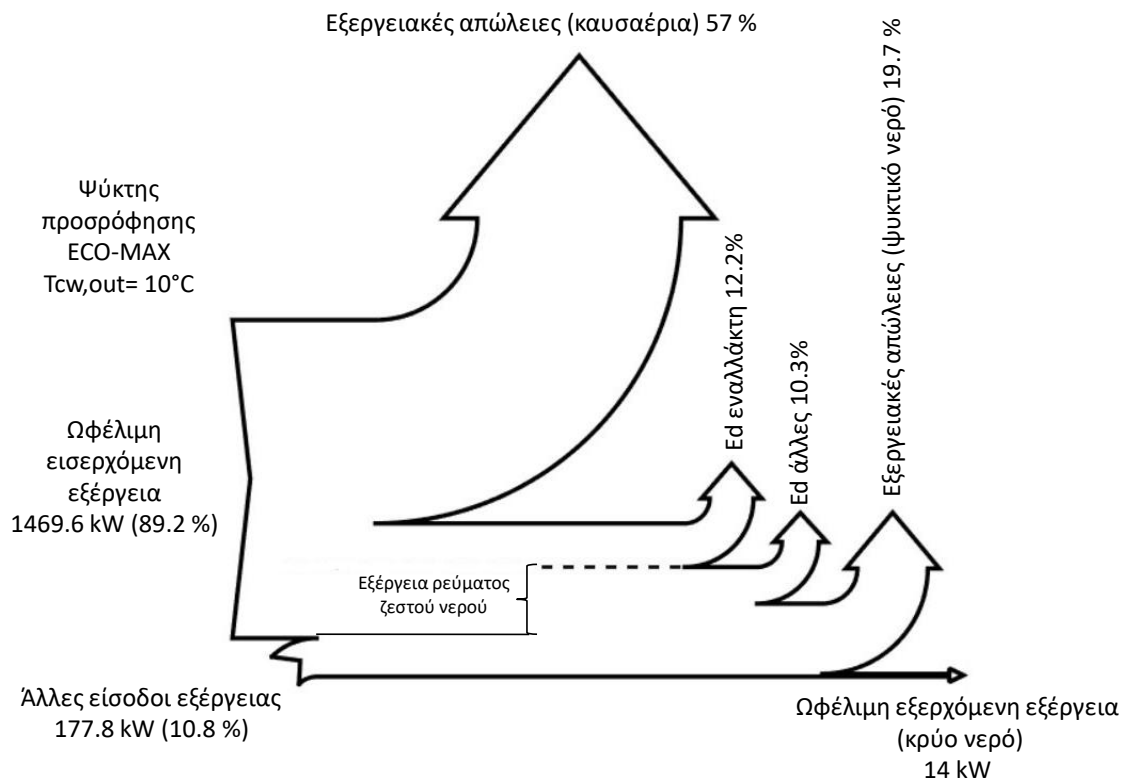 Εξεργειακές απώλειες (καυσαέρια) 57 %
Ψύκτης
προσρόφησης
ECO-MAX
Tcw,out= 10°C
Ed εναλλάκτη 12.2%
Ed άλλες 10.3%
Εξεργειακές απώλειες (ψυκτικό νερό) 19.7 %
Ωφέλιμη
εισερχόμενη
εξέργεια
1469.6 kW (89.2 %)
Εξέργεια ρεύματος
ζεστού νερού
Άλλες είσοδοι εξέργειας
177.8 kW (10.8 %)
Ωφέλιμη εξερχόμενη εξέργεια
(κρύο νερό)
14 kW